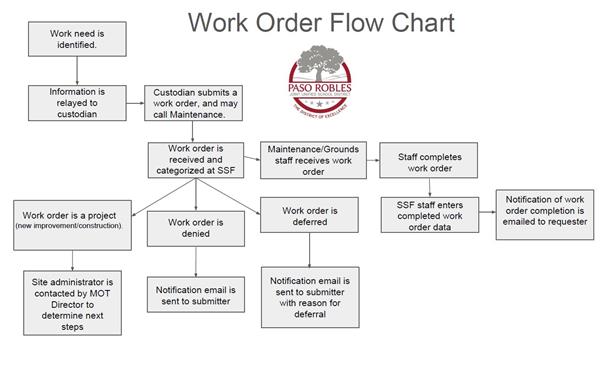 Work Order Flow Chart
Work need is
identified.
PASO ROBLES
JOINT UNIFIED SCHOOL DISTRICT
THE DISTRICT OF EXCELLENCE
Information is
relayed to
custodian
Custodian submits a
work order, and may
call Maintenance.
Work order is
received and
categorized at SSF
Maintenance/Grounds
staff receives work
order
Staff completes
work order
Work order is a project
(new improvement/construction).
Work order is
denied
Work order is
deferred
SSF staff enters
completed work
order data
Notification of work
order completion is
emailed to requester
Site administrator is
contacted by MOT
Director to
determine next
steps
Notification email is
sent to submitter
Notification email is
sent to submitter
with reason for
deferral